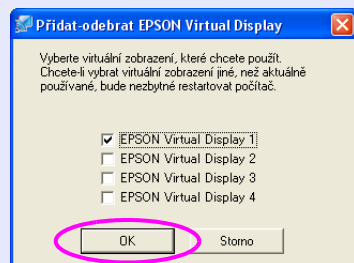 Přidat-odebrat EPSON Virtual Display
Vyberte virtuální zobrazení, které chcete použít.
Chcete-li vybrat virtuální zobrazení jiné, než aktuálně
používané, bude nezbytné restartovat počítač.
EPSON Virtual Display 1
EPSON Virtual Display 2
EPSON Virtual Display 3
EPSON Virtual Display 4
OK Storno